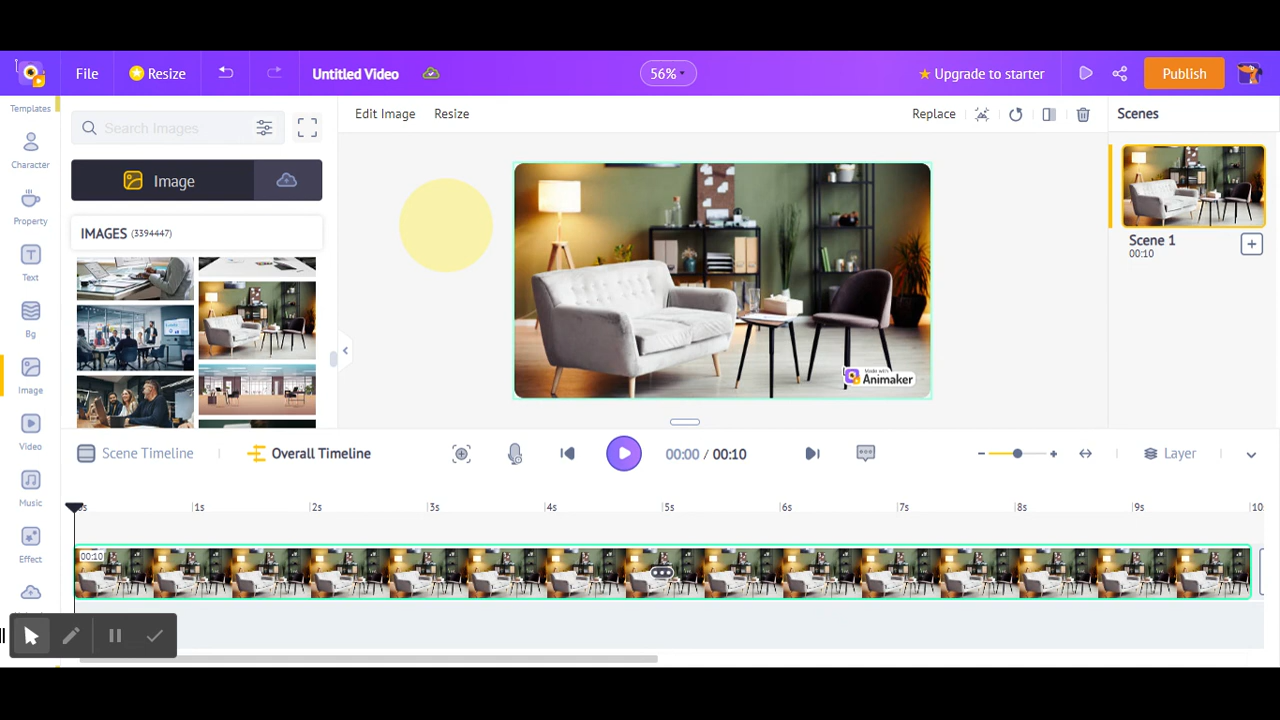 File
Resize
Untitled Video
56%
Upgrade to starter
Publish
Templates
Character
Property
Text
Bg
Image
Video
Music
Effect
Search Images
Image
IMAGES (3394447)
Edit Image
Resize
Replace
MADE WITH
Animaker
Scenes
Scene 1
00:10
Scene Timeline
Overall Timeline
00:00 / 00:10
Layer
1s
2s
3s
4s
5s
6s
7s
8s
9s
10
00:10